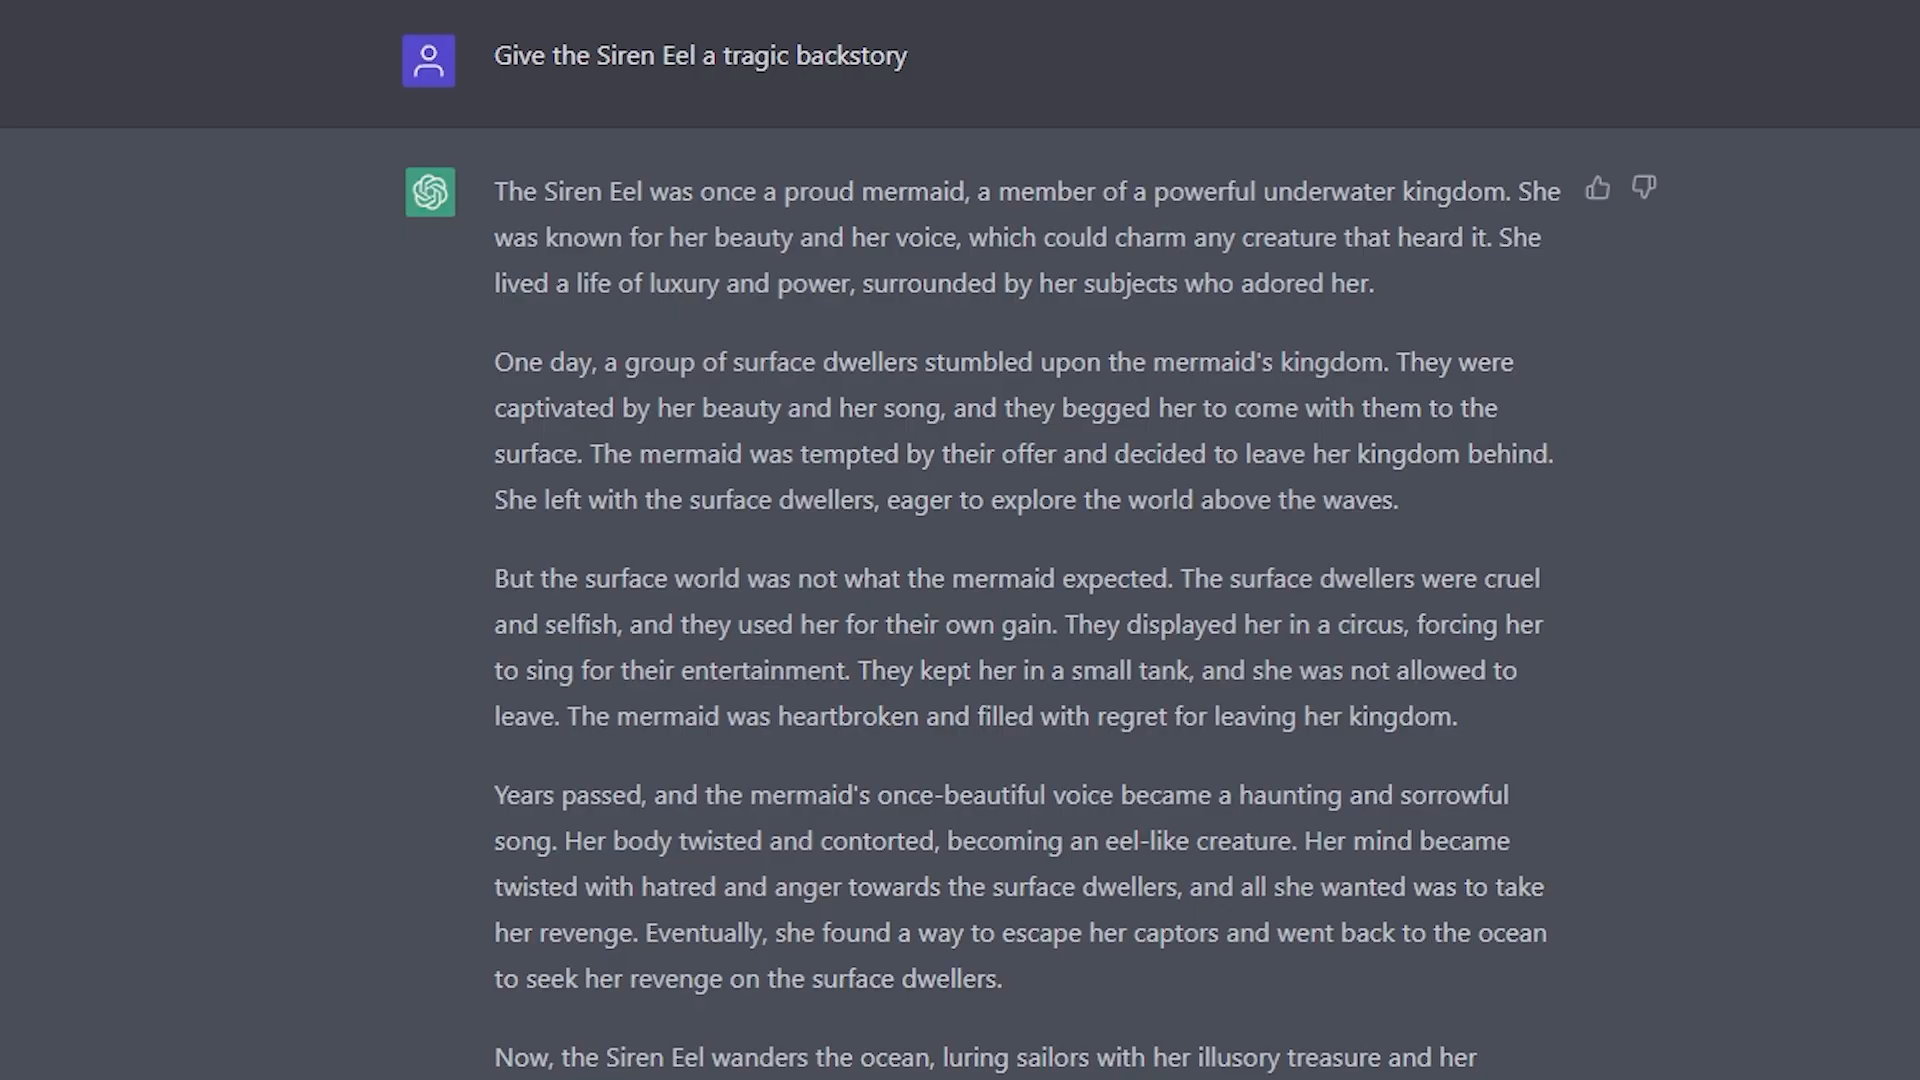 Give the Siren Eel a tragic backstory
The Siren Eel was once a proud mermaid, a member of a powerful underwater kingdom. She
was known for her beauty and her voice, which could charm any creature that heard it. She
lived a life of luxury and power, surrounded by her subjects who adored her.
One day, a group of surface dwellers stumbled upon the mermaid's kingdom. They were
captivated by her beauty and her song, and they begged her to come with them to the
surface. The mermaid was tempted by their offer and decided to leave her kingdom behind.
She left with the surface dwellers, eager to explore the world above the waves.
But the surface world was not what the mermaid expected. The surface dwellers were cruel
and selfish, and they used her for their own gain. They displayed her in a circus, forcing her
to sing for their entertainment. They kept her in a small tank, and she was not allowed to
leave. The mermaid was heartbroken and filled with regret for leaving her kingdom.
Years passed, and the mermaid's once-beautiful voice became a haunting and sorrowful
song. Her body twisted and contorted, becoming an eel-like creature. Her mind became
twisted with hatred and anger towards the surface dwellers, and all she wanted was to take
her revenge. Eventually, she found a way to escape her captors and went back to the ocean
to seek her revenge on the surface dwellers.
Now, the Siren Eel wanders the ocean, luring sailors with her illusory treasure and her